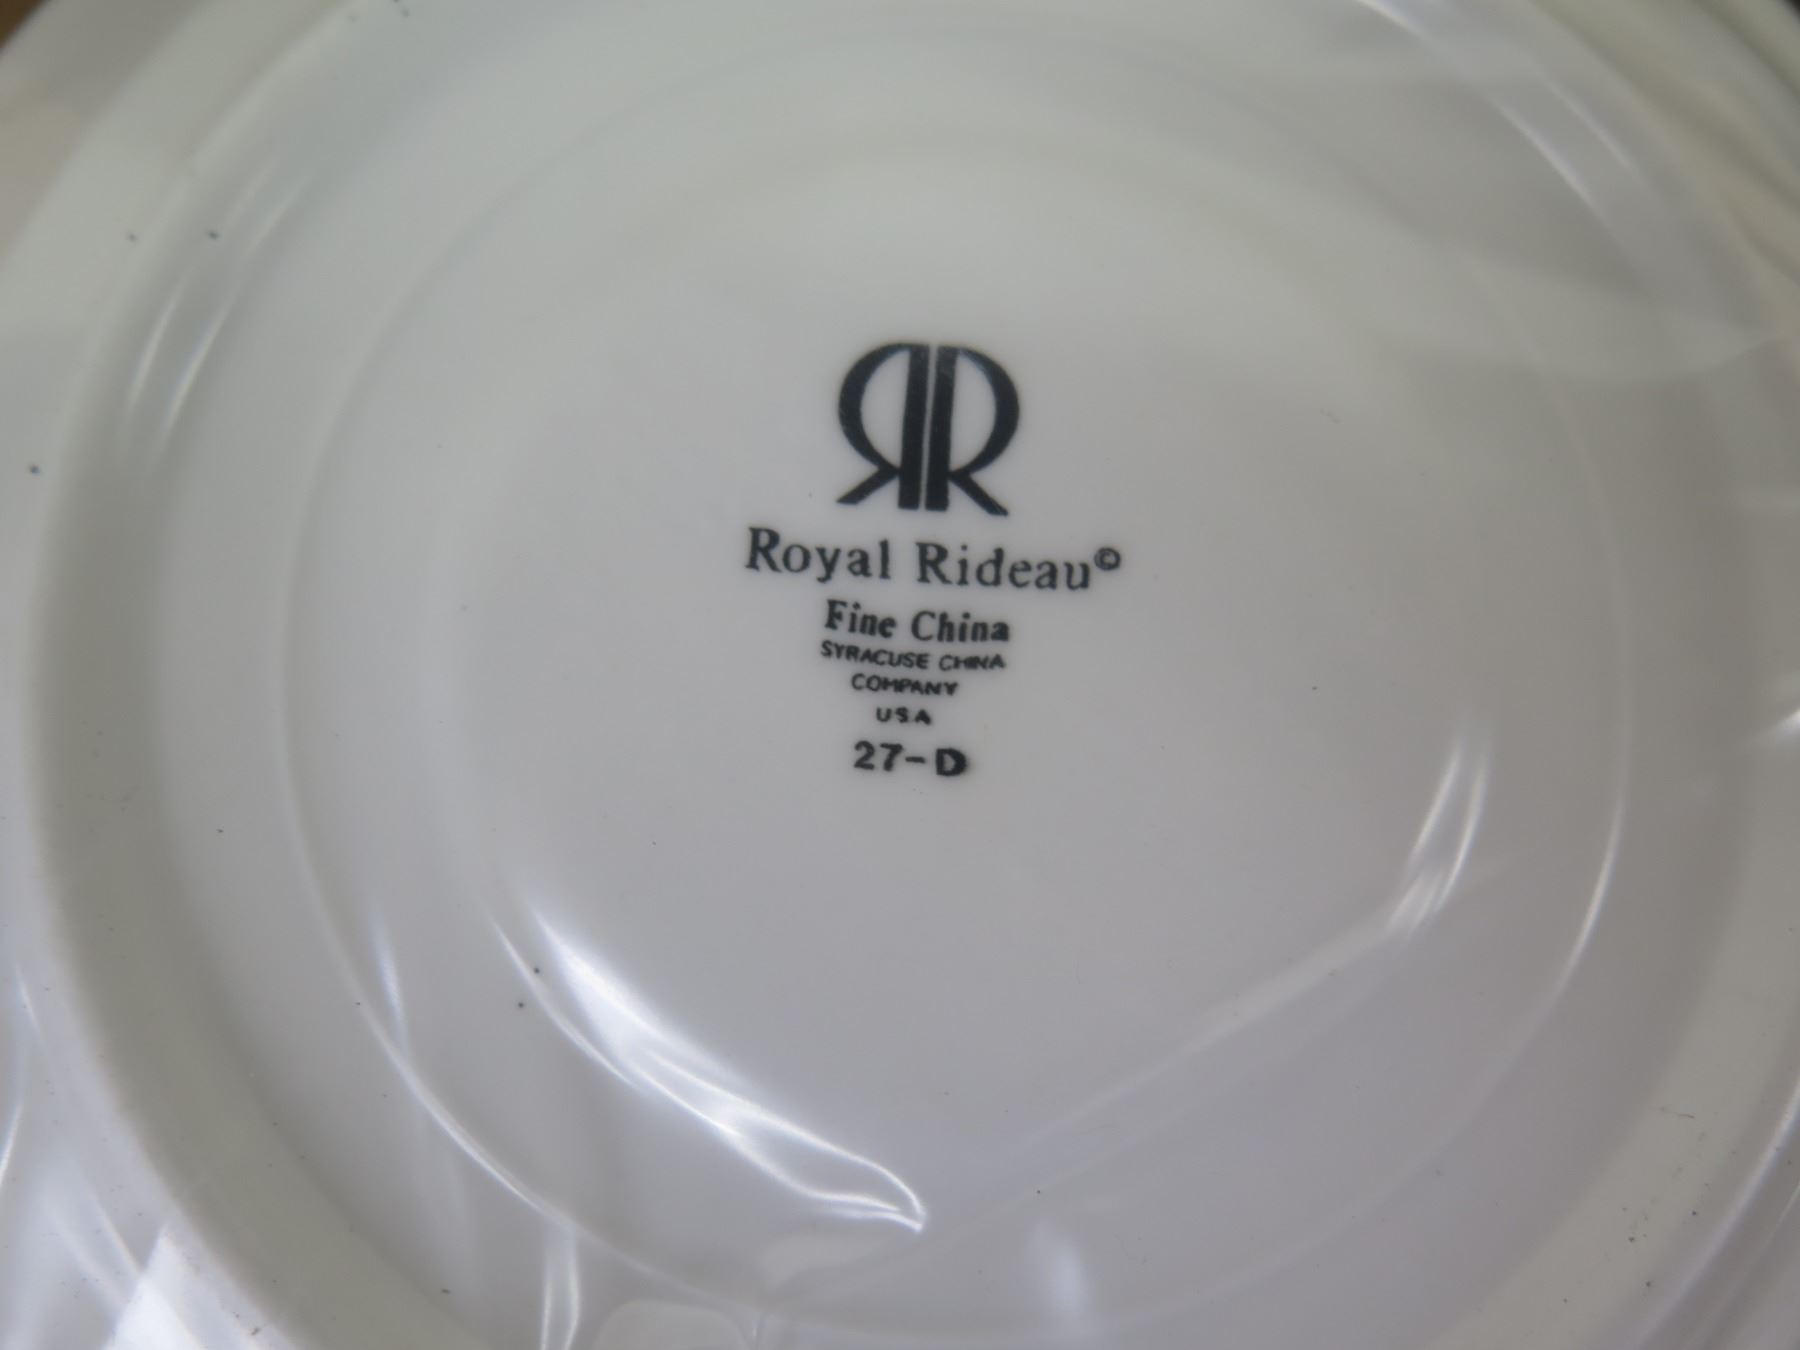 RR
Royal Rideau©
Fine China
SYRACUSE CHINA
COMPANY
USA
27-D